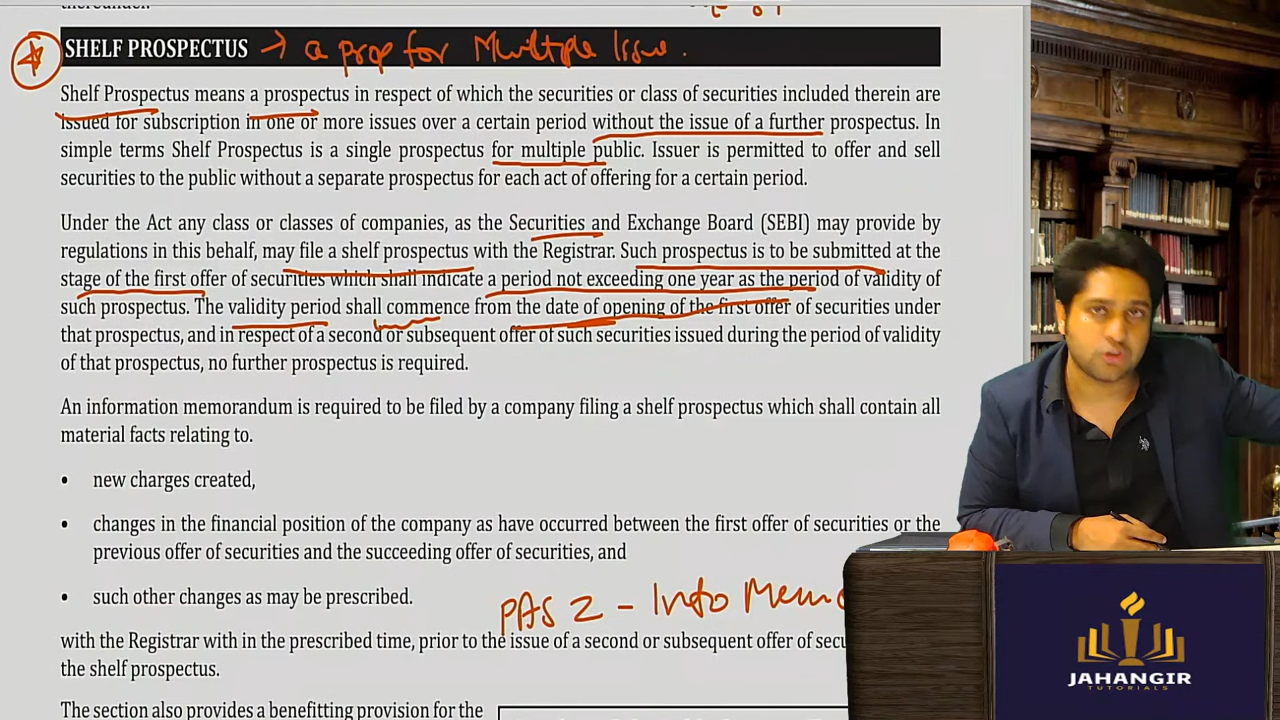 SHELF PROSPECTUS → a prop for Multiple Issue.
Shelf Prospectus means a prospectus in respect of which the securities or class of securities included therein are
issued for subscription in one or more issues over a certain period without the issue of a further prospectus. In
simple terms Shelf Prospectus is a single prospectus for multiple public. Issuer is permitted to offer and sell
securities to the public without a separate prospectus for each act of offering for a certain period.
Under the Act any class or classes of companies, as the Securities and Exchange Board (SEBI) may provide by
regulations in this behalf, may file a shelf prospectus with the Registrar. Such prospectus is to be submitted at the
stage of the first offer of securities which shall indicate a period not exceeding one year as the period of validity of
such prospectus. The validity period shall commence from the date of opening of the first offer of securities under
that prospectus, and in respect of a second or subsequent offer of such securities issued during the period of validity
of that prospectus, no further prospectus is required.
An information memorandum is required to be filed by a company filing a shelf prospectus which shall contain all
material facts relating to.
• new charges created,
• changes in the financial position of the company as have occurred between the first offer of securities or the
previous offer of securities and the succeeding offer of securities, and
• such other changes as may be prescribed.
PAS 2 - Info Memo
with the Registrar with in the prescribed time, prior to the issue of a second or subsequent offer of secu
the shelf prospectus.
The section also provides a benefitting provision for the
JAHANGIR
TUTORIALS